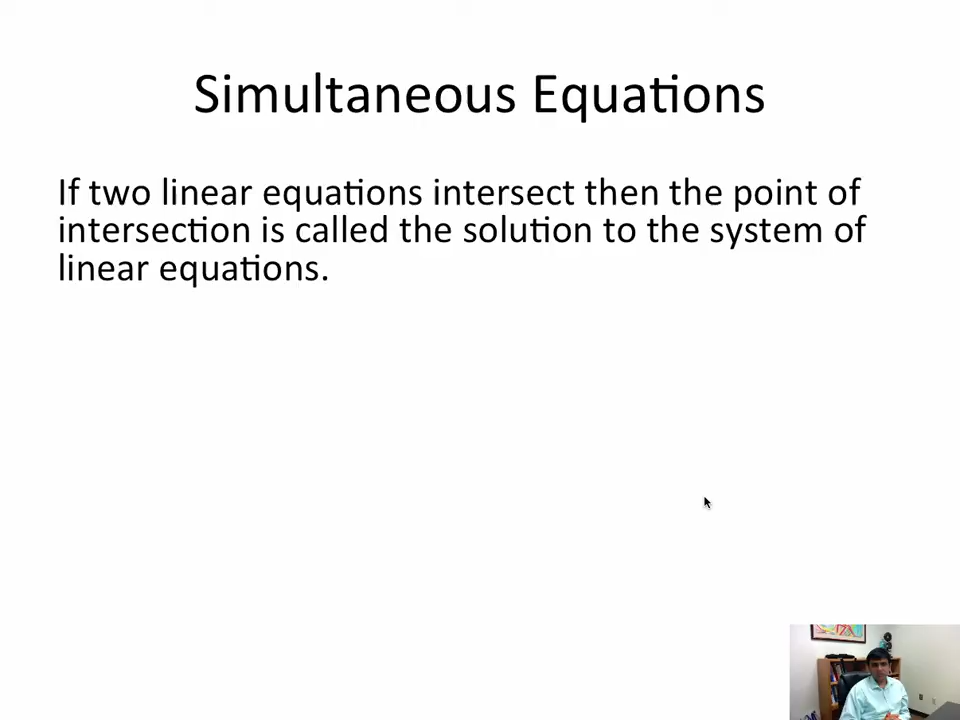 Simultaneous Equations
If two linear equations intersect then the point of
intersection is called the solution to the system of
linear equations.